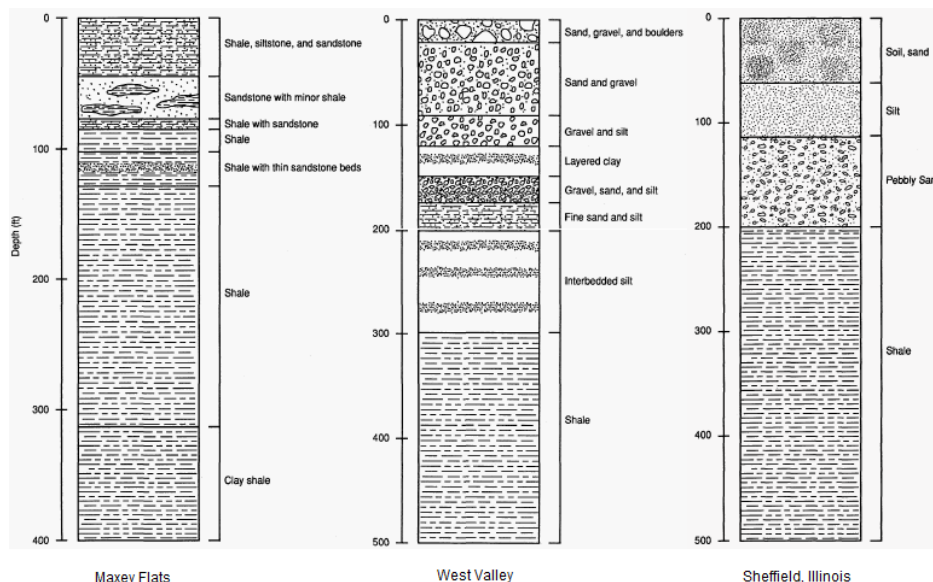 Depth (ft)
0
100
200
300
400
Shale, siltstone, and sandstone
Sandstone with minor shale
Shale with sandstone
Shale
Shale with thin sandstone beds
Shale
Clay shale
Maxey Flats
0
100
200
300
400
500
Sand, gravel, and boulders
Sand and gravel
Gravel and silt
Layered clay
Gravel, sand, and silt
Fine sand and silt
Interbedded silt
Shale
West Valley
0
100
200
300
400
500
Soil, sand
Silt
Pebbly San
Shale
Sheffield, Illinois